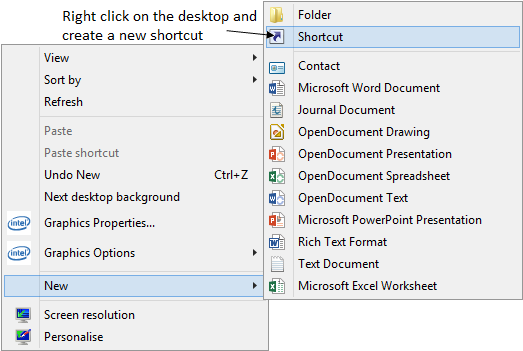 Right click on the desktop and
create a new shortcut
View
Sort by
Refresh
Paste
Paste shortcut
Undo New Ctrl+Z
Next desktop background
intel Graphics Properties...
intel Graphics Options
New
Screen resolution
Personalise
Folder
Shortcut
Contact
Microsoft Word Document
Journal Document
OpenDocument Drawing
OpenDocument Presentation
OpenDocument Spreadsheet
OpenDocument Text
Microsoft PowerPoint Presentation
Rich Text Format
Text Document
Microsoft Excel Worksheet